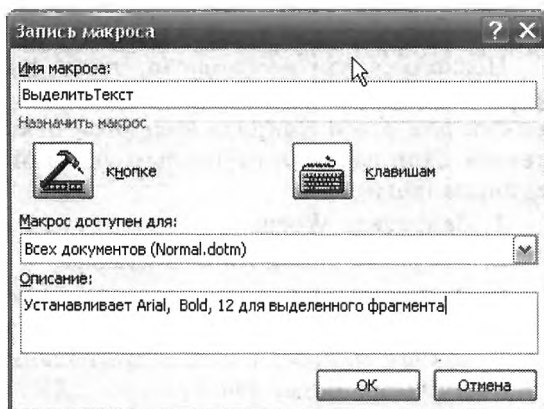 Запись макроса
Имя макроса:
ВыделитьТекст
Назначить макрос
кнопке
клавишам
Макрос доступен для:
Всех документов (Normal.dotm)
Описание:
Устанавливает Arial, Bold, 12 для выделенного фрагмента
ОК
Отмена